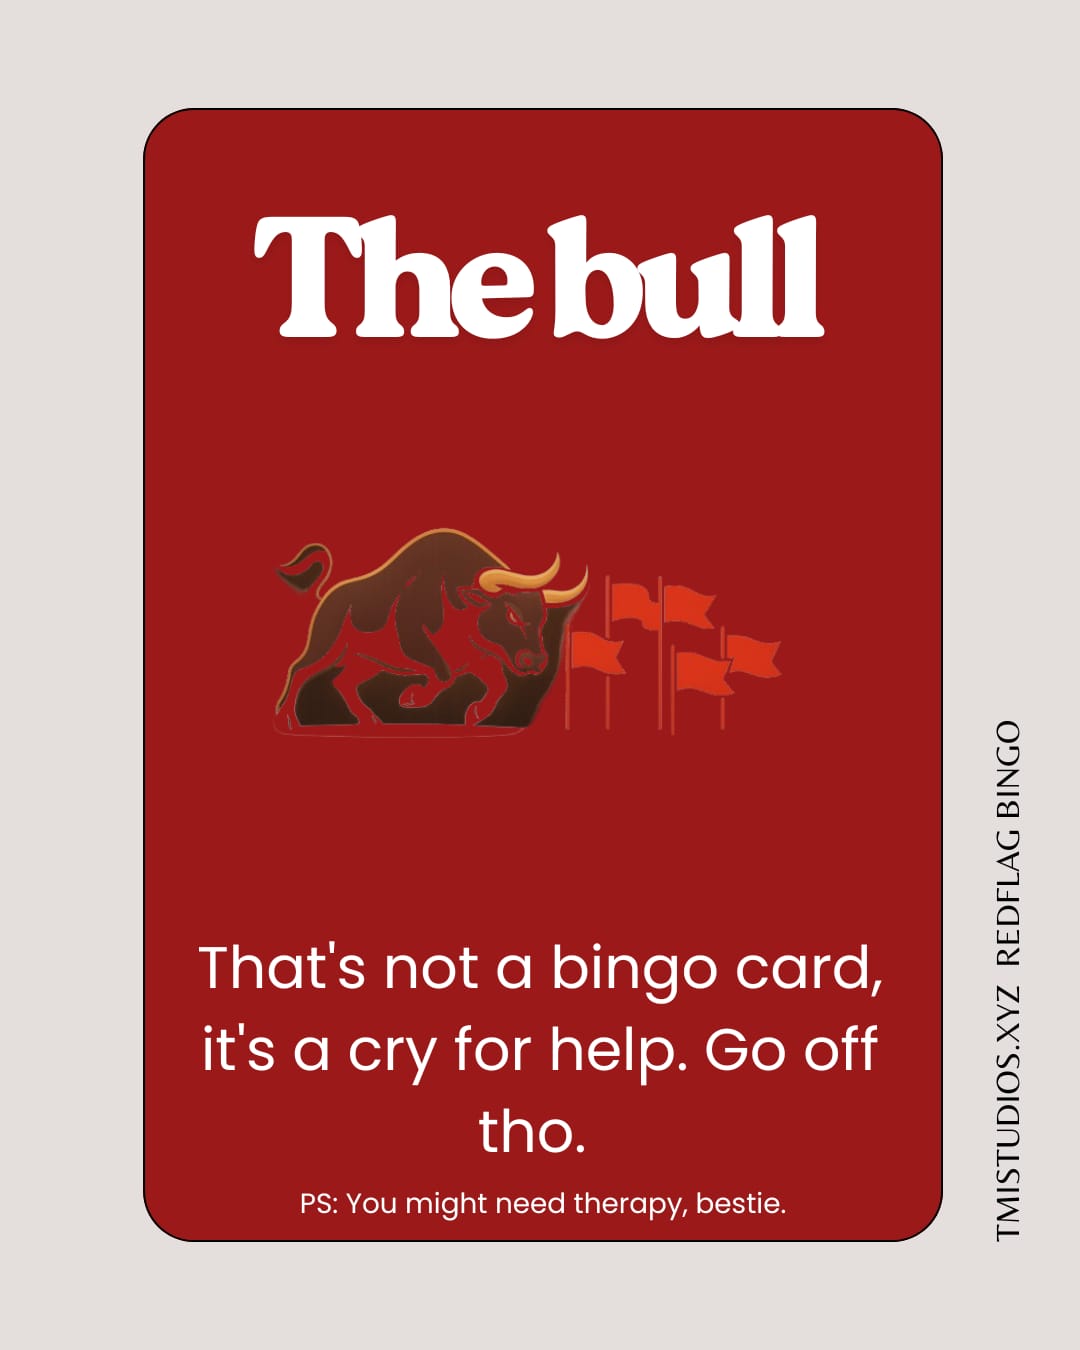 The bull
That's not a bingo card,
it's a cry for help. Go off
tho.
PS: You might need therapy, bestie.
TMISTUDIOS.XYZ REDFLAG BINGO